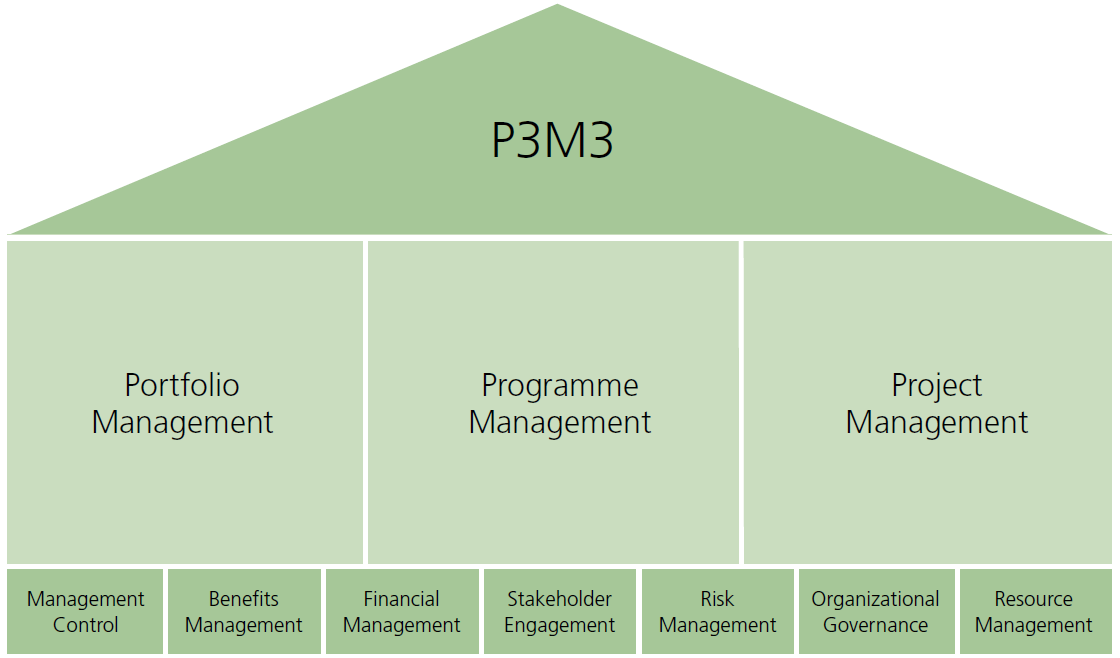 P3M3
Portfolio
Management
Programme
Management
Project
Management
Management
Control
Benefits
Management
Financial
Management
Stakeholder
Engagement
Risk
Management
Organizational
Governance
Resource
Management